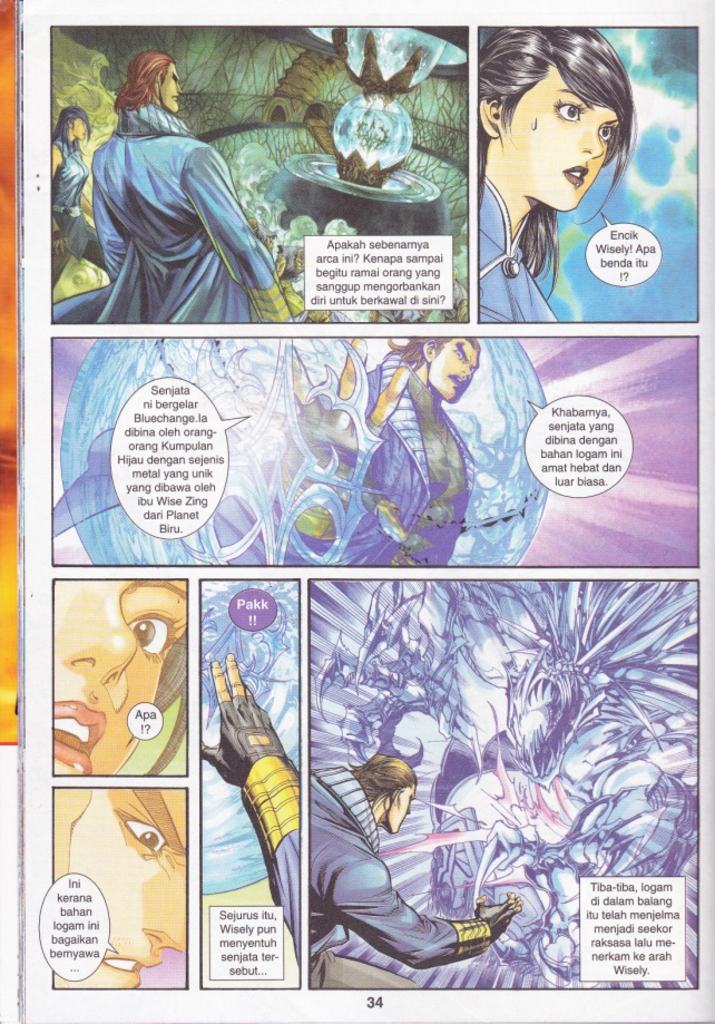 Apakah sebenarnya
arca ini? Kenapa sampai
begitu ramai orang yang
sanggup mengorbankan
diri untuk berkawal di sini?
Encik
Wisely! Apa
benda itu
!?
Senjata
ni bergelar
Bluechange.Ia
dibina oleh orang-
orang Kumpulan
Hijau dengan sejenis
metal yang unik
yang dibawa oleh
ibu Wise Zing
dari Planet
Biru.
Khabarnya,
senjata yang
dibina dengan
bahan logam ini
amat hebat dan
luar biasa.
Apa
!?
Ini
kerana
bahan
logam ini
bagaikan
bernyawa
...
Pakk
!!
Sejurus itu,
Wisely pun
menyentuh
senjata ter-
sebut...
Tiba-tiba, logam
di dalam balang
itu telah menjelma
menjadi seekor
raksasa lalu me-
nerkam ke arah
Wisely.
34